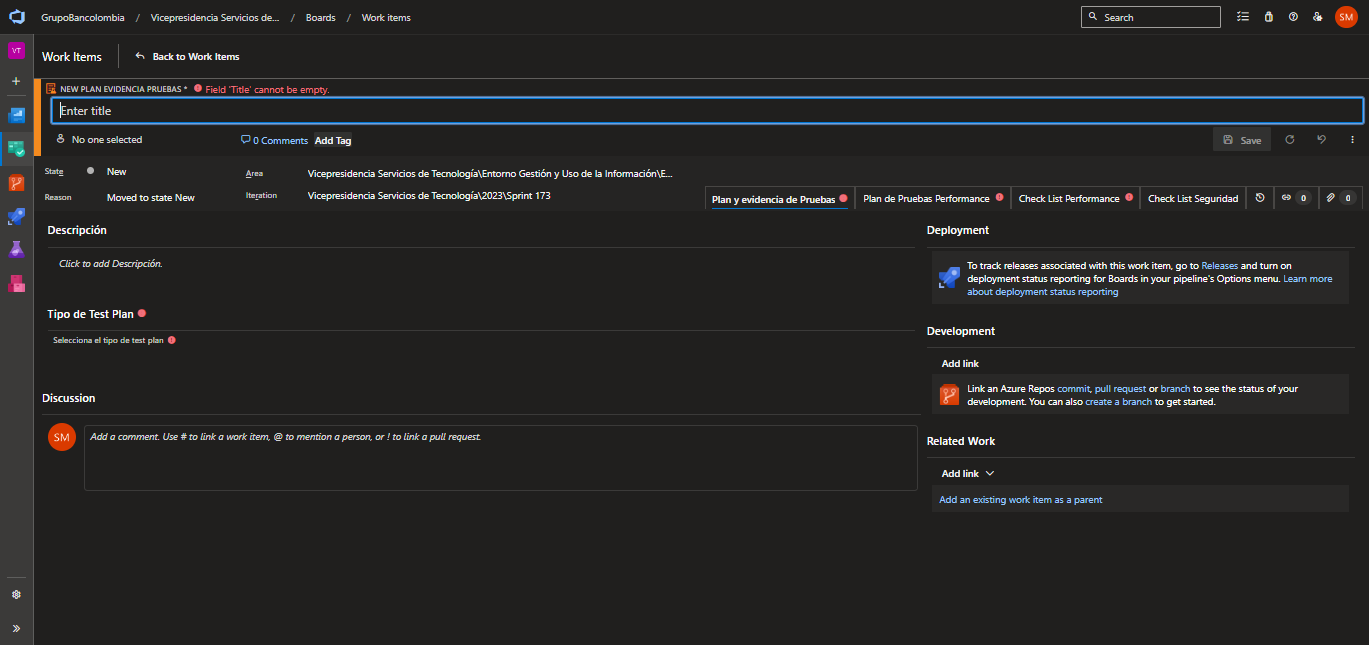 GrupoBancolombia / Vicepresidencia Servicios de... / Boards / Work items
Search
SM
VT
Work Items
Back to Work Items
NEW PLAN EVIDENCIA PRUEBAS * Field 'Title' cannot be empty.
Enter title
No one selected
0 Comments
Add Tag
Save
State
New
Area
Vicepresidencia Servicios de Tecnología\Entorno Gestión y Uso de la Información\E...
Reason
Moved to state New
Iteration
Vicepresidencia Servicios de Tecnología\2023\Sprint 173
Plan y evidencia de Pruebas
Plan de Pruebas Performance
Check List Performance
Check List Seguridad
0
0
Descripción
Click to add Descripción.
Tipo de Test Plan
Selecciona el tipo de test plan
Discussion
SM
Add a comment. Use # to link a work item, @ to mention a person, or ! to link a pull request.
Deployment
To track releases associated with this work item, go to Releases and turn on
deployment status reporting for Boards in your pipeline's Options menu. Learn more
about deployment status reporting
Development
Add link
Link an Azure Repos commit, pull request or branch to see the status of your
development. You can also create a branch to get started.
Related Work
Add link
Add an existing work item as a parent